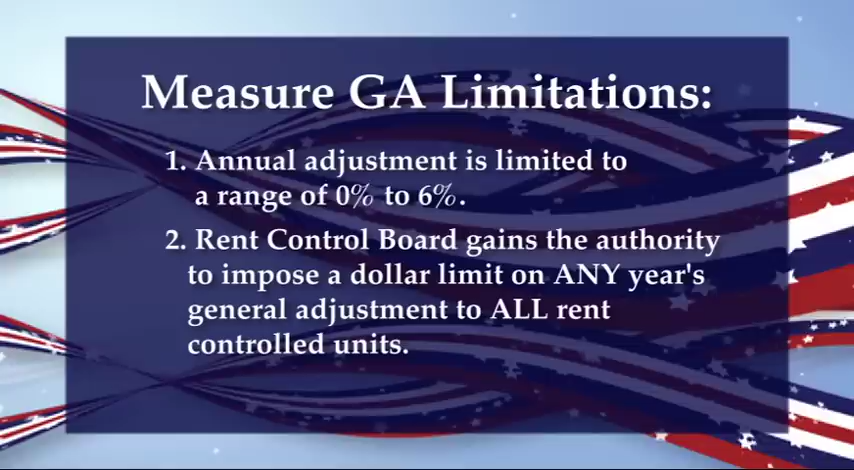 Measure GA Limitations:
1. Annual adjustment is limited to
a range of 0% to 6%.
2. Rent Control Board gains the authority
to impose a dollar limit on ANY year's
general adjustment to ALL rent
controlled units.